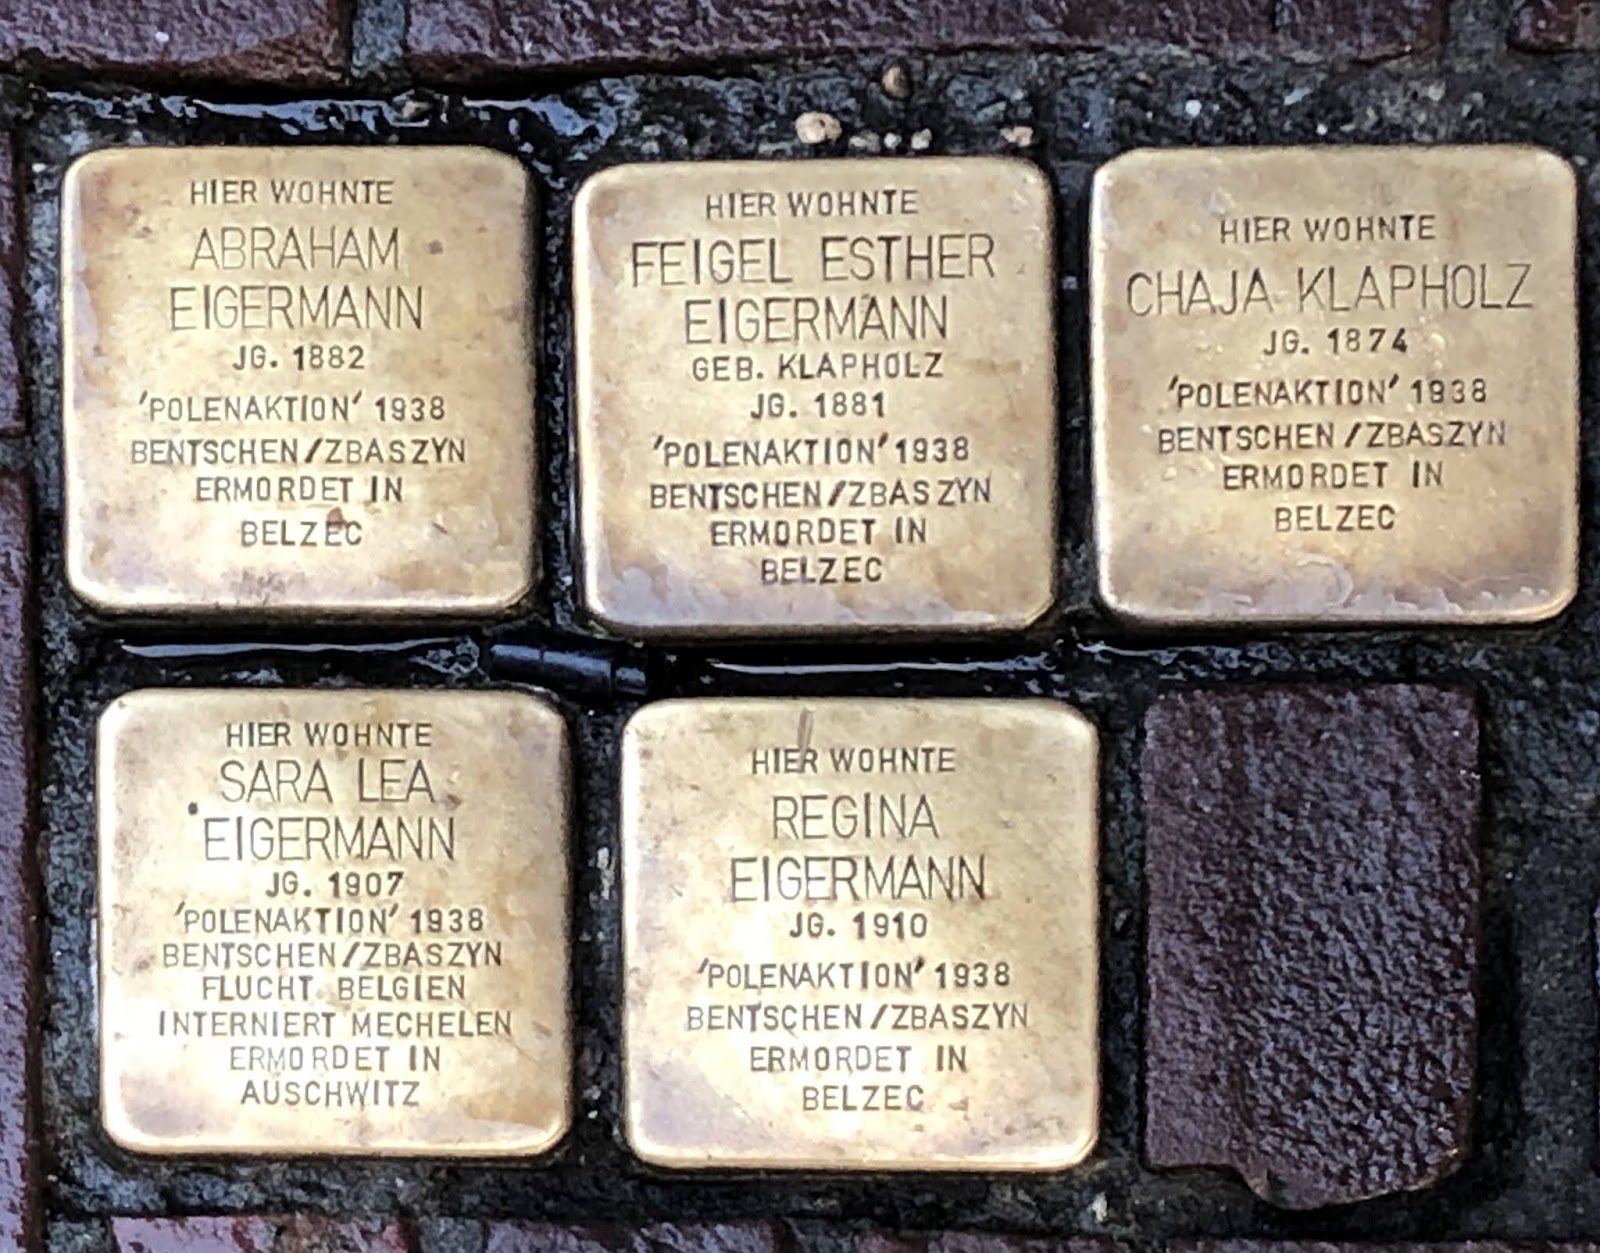 HIER WOHNTE
ABRAHAM
EIGERMANN
JG. 1882
'POLENAKTION' 1938
BENTSCHEN/ZBASZYN
ERMORDET IN
BELZEC
HIER WOHNTE
FEIGEL ESTHER
EIGERMANN
GEB. KLAPHOLZ
JG. 1881
'POLENAKTION' 1938
BENTSCHEN/ZBASZYN
ERMORDET IN
BELZEC
HIER WOHNTE
CHAJA KLAPHOLZ
JG. 1874
'POLENAKTION' 1938
BENTSCHEN/ZBASZYN
ERMORDET IN
BELZEC
HIER WOHNTE
SARA LEA
EIGERMANN
JG. 1907
'POLENAKTION' 1938
BENTSCHEN/ZBASZYN
FLUCHT BELGIEN
INTERNIERT MECHELEN
ERMORDET IN
AUSCHWITZ
HIER WOHNTE
REGINA
EIGERMANN
JG. 1910
'POLENAKTION' 1938
BENTSCHEN/ZBASZYN
ERMORDET IN
BELZEC